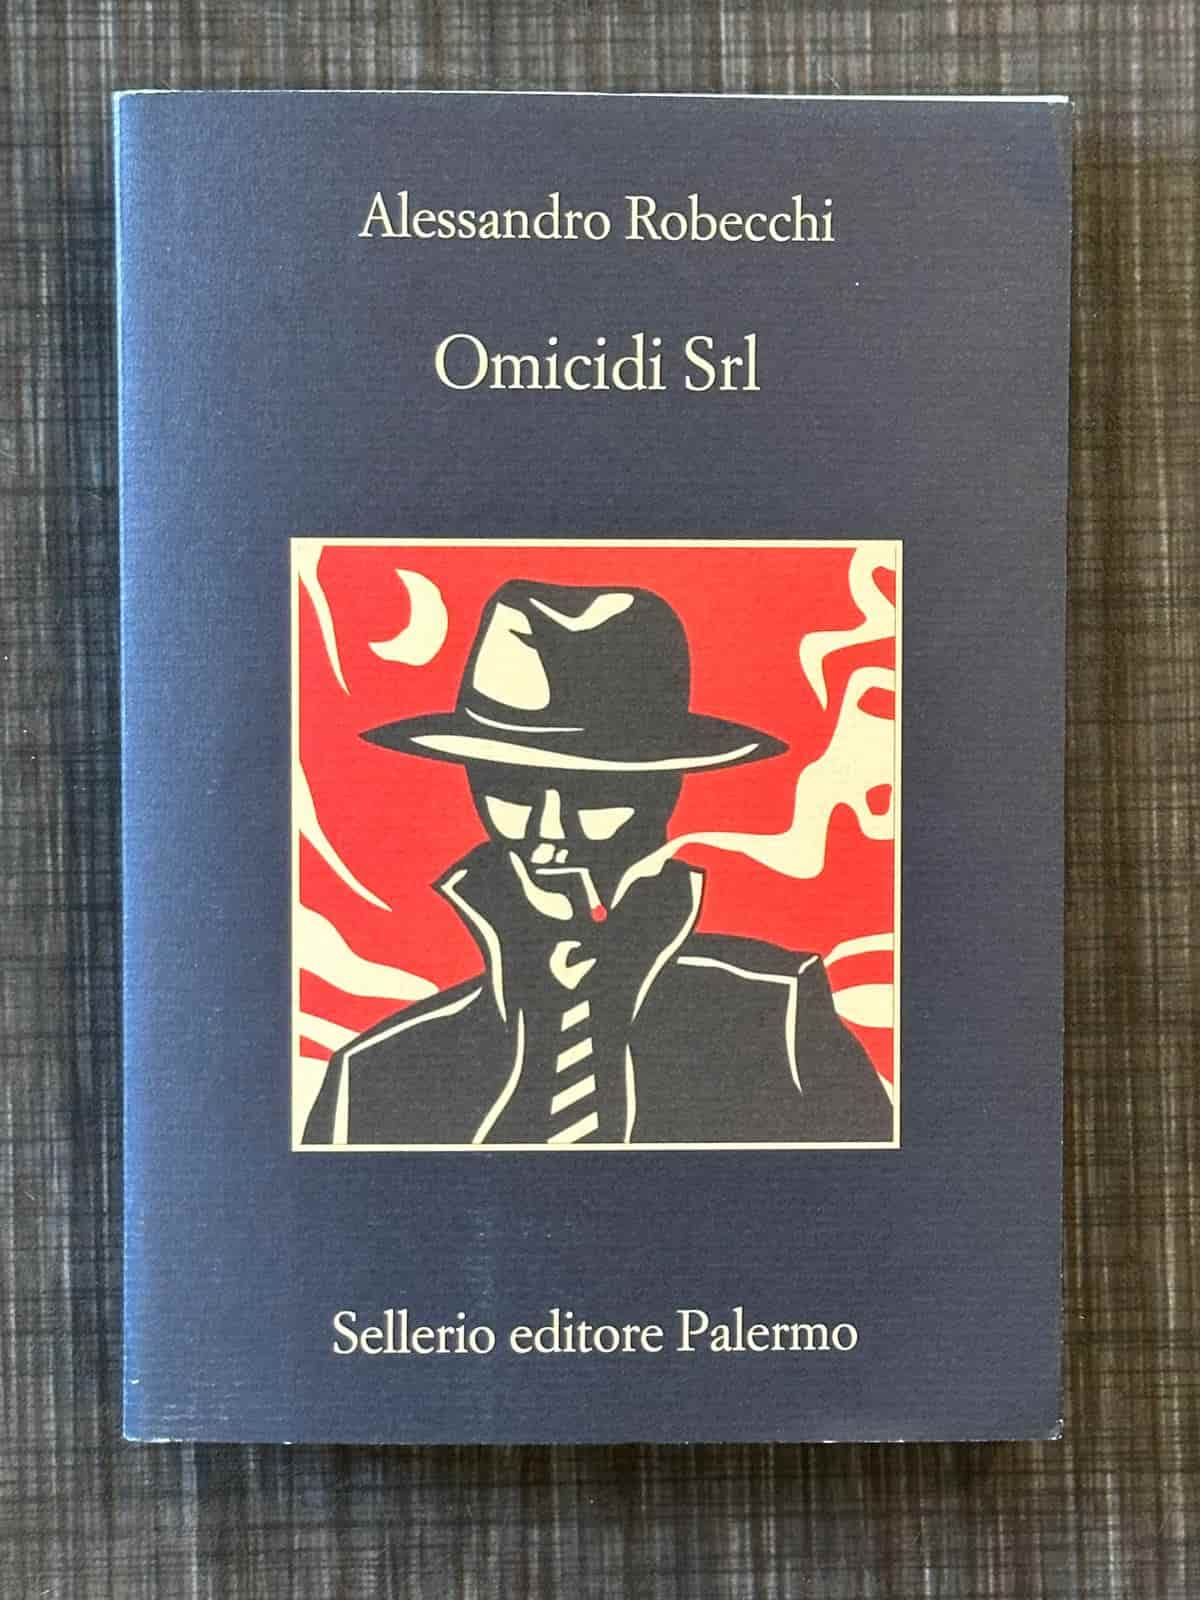 Alessandro Robecchi
Omicidi Srl
Sellerio editore Palermo